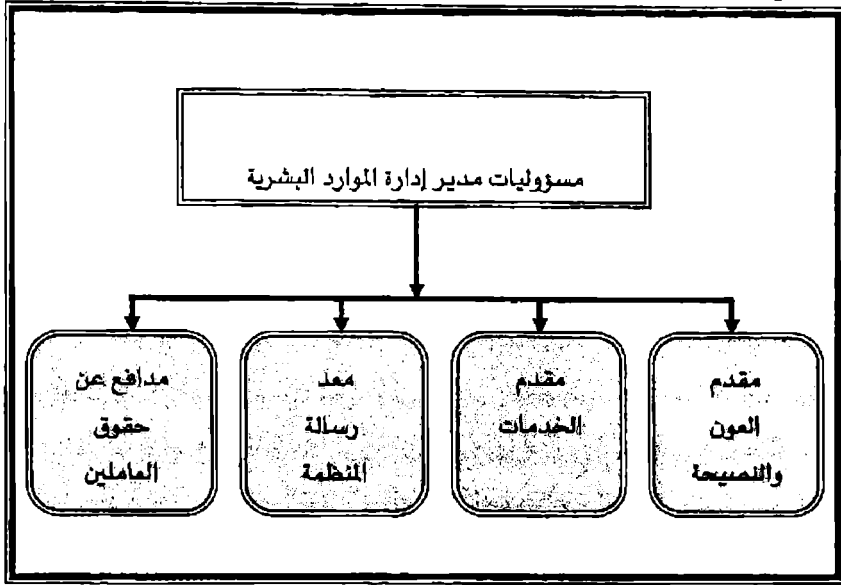 مسؤوليات مدير إدارة الموارد البشرية
مقدم
العون
والنصيحة
مقدم
الخدمات
معد
رسالة
المنظمة
مدافع عن
حقوق
العاملين